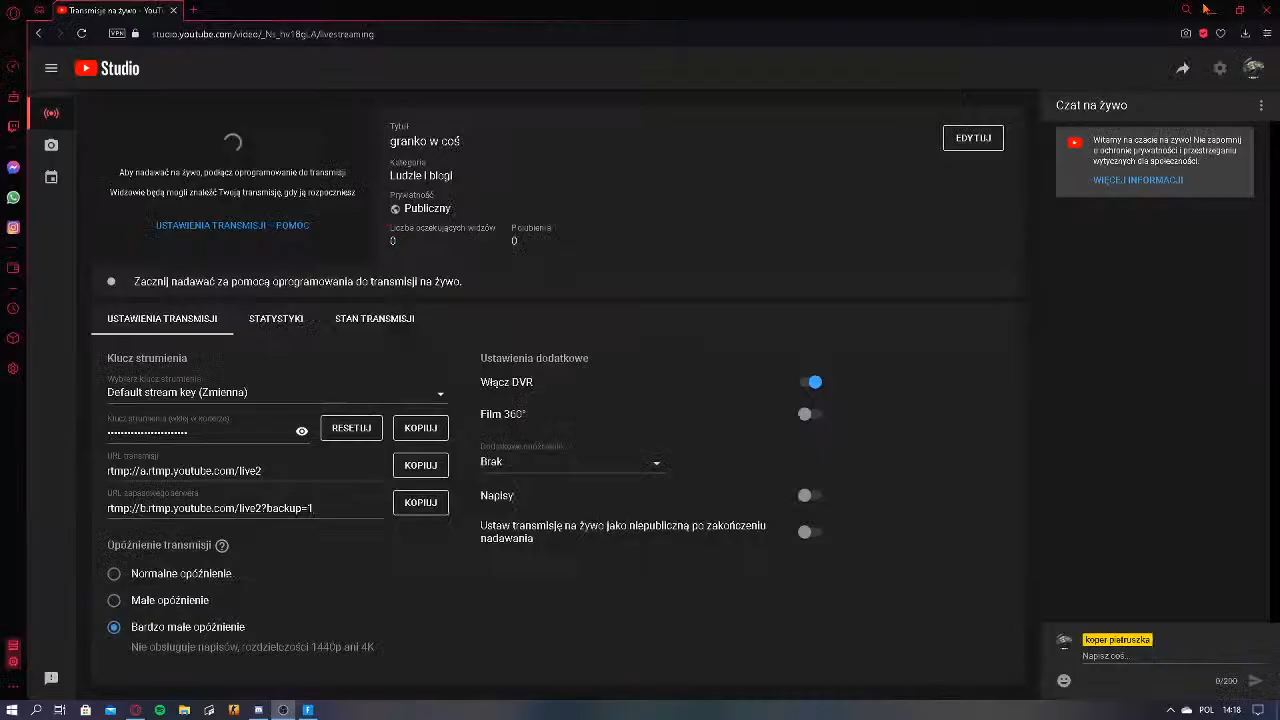 Transmisje na żywo - YouTu
VPN
studio.youtube.com/video/_Ns_hv18gLA/livestreaming
Studio
Aby nadawać na żywo, podłącz oprogramowanie do transmisji
Widzowie będą mogli znaleźć Twoją transmisję, gdy ją rozpoczniesz
USTAWIENIA TRANSMISJI – POMOC
Tytuł
granko w coś
Kategoria
Ludzie i blogi
Prywatność
Publiczny
Liczba oczekujących widzów
Polubienia
0
0
EDYTUJ
Czat na żywo
Witamy na czacie na żywo! Nie zapomnij
o ochronie prywatności i przestrzeganiu
wytycznych dla społeczności.
WIĘCEJ INFORMACJI
Zacznij nadawać za pomocą oprogramowania do transmisji na żywo.
USTAWIENIA TRANSMISJI
STATYSTYKI
STAN TRANSMISJI
Klucz strumienia
Wybierz klucz strumienia
Default stream key (Zmienna)
Klucz strumienia (wklej w koderze)
RESETUJ
KOPIUJ
URL transmisji
rtmp://a.rtmp.youtube.com/live2
KOPIUJ
URL zapasowego serwera
rtmp://b.rtmp.youtube.com/live2?backup=1
KOPIUJ
Opóźnienie transmisji
Normalne opóźnienie
Małe opóźnienie
Bardzo małe opóźnienie
Nie obsługuje napisów, rozdzielczości 1440p ani 4K
Ustawienia dodatkowe
Włącz DVR
Film 360°
Dodatkowe opóźnienie
Brak
Napisy
Ustaw transmisję na żywo jako niepubliczną po zakończeniu
nadawania
koper pietruszka
Napisz coś...
0/200
POL
14:18